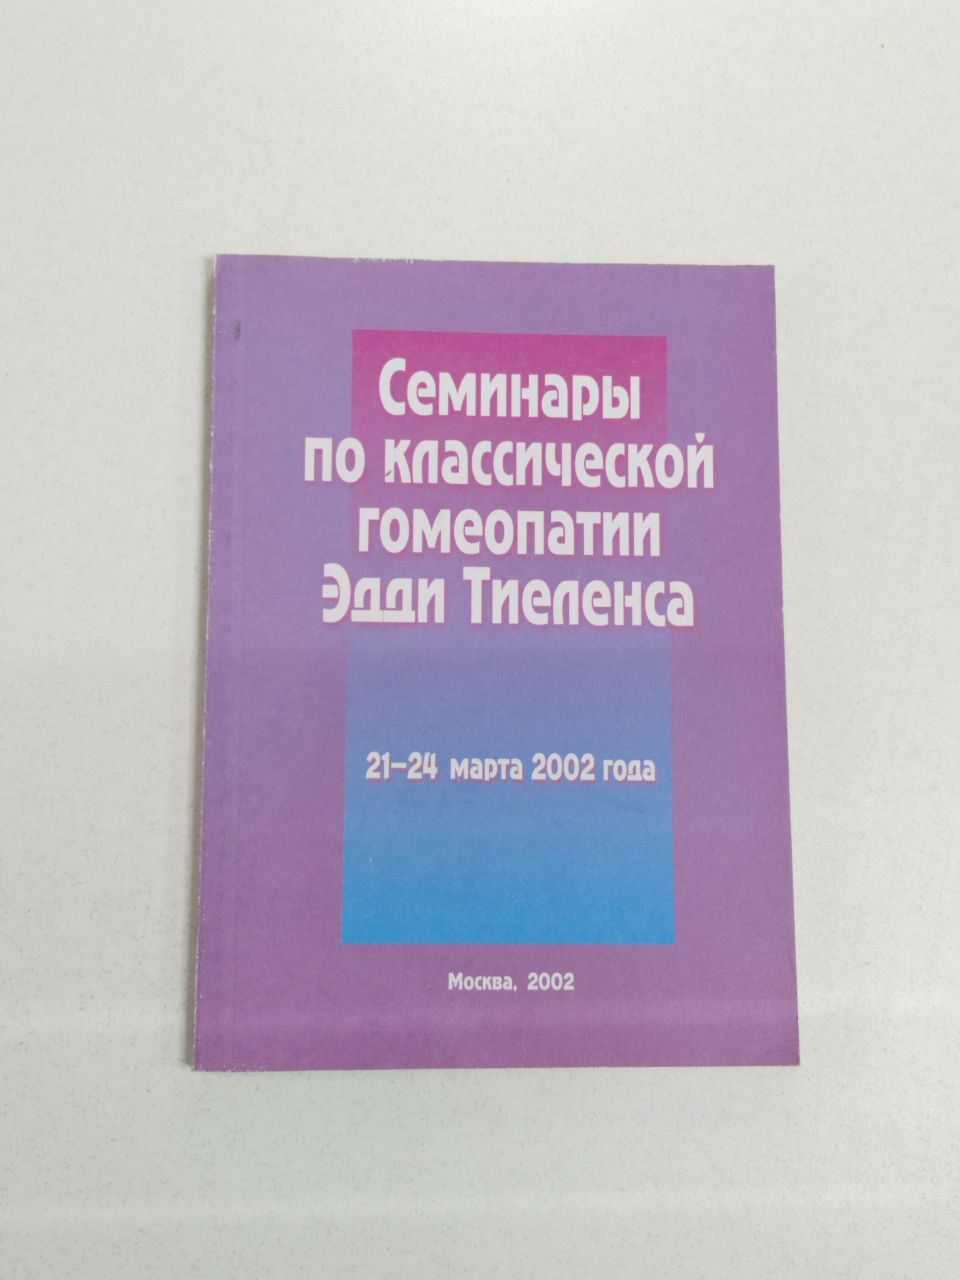 Семинары
по классической
гомеопатии
Эдди Тиеленса
21–24 марта 2002 года
Москва, 2002